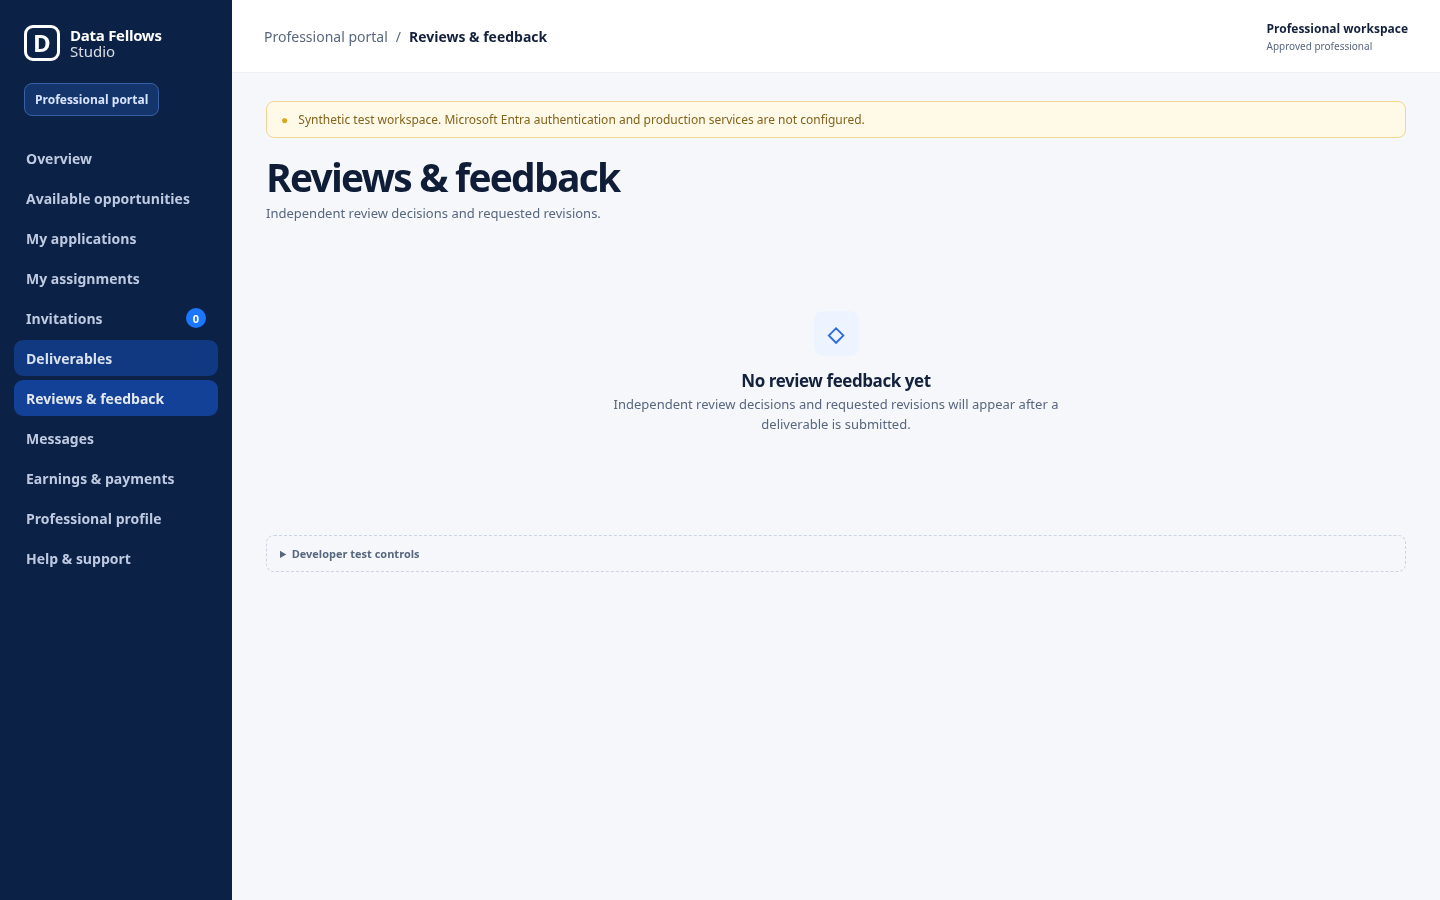 D
Data Fellows
Studio
Professional portal
Overview
Available opportunities
My applications
My assignments
Invitations 0
Deliverables
Reviews & feedback
Messages
Earnings & payments
Professional profile
Help & support
Professional portal / Reviews & feedback
Professional workspace
Approved professional
Synthetic test workspace. Microsoft Entra authentication and production services are not configured.
Reviews & feedback
Independent review decisions and requested revisions.
No review feedback yet
Independent review decisions and requested revisions will appear after a
deliverable is submitted.
Developer test controls